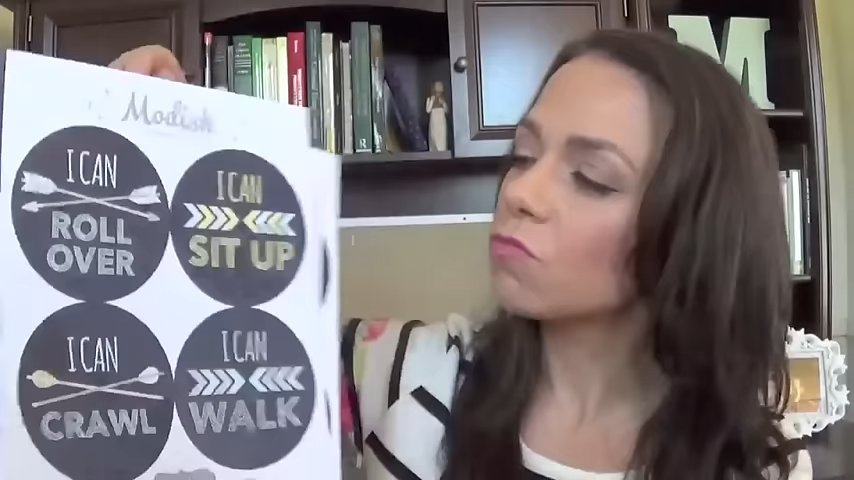 Modish
I CAN
ROLL
OVER
I CAN
SIT UP
I CAN
CRAWL
I CAN
WALK
M